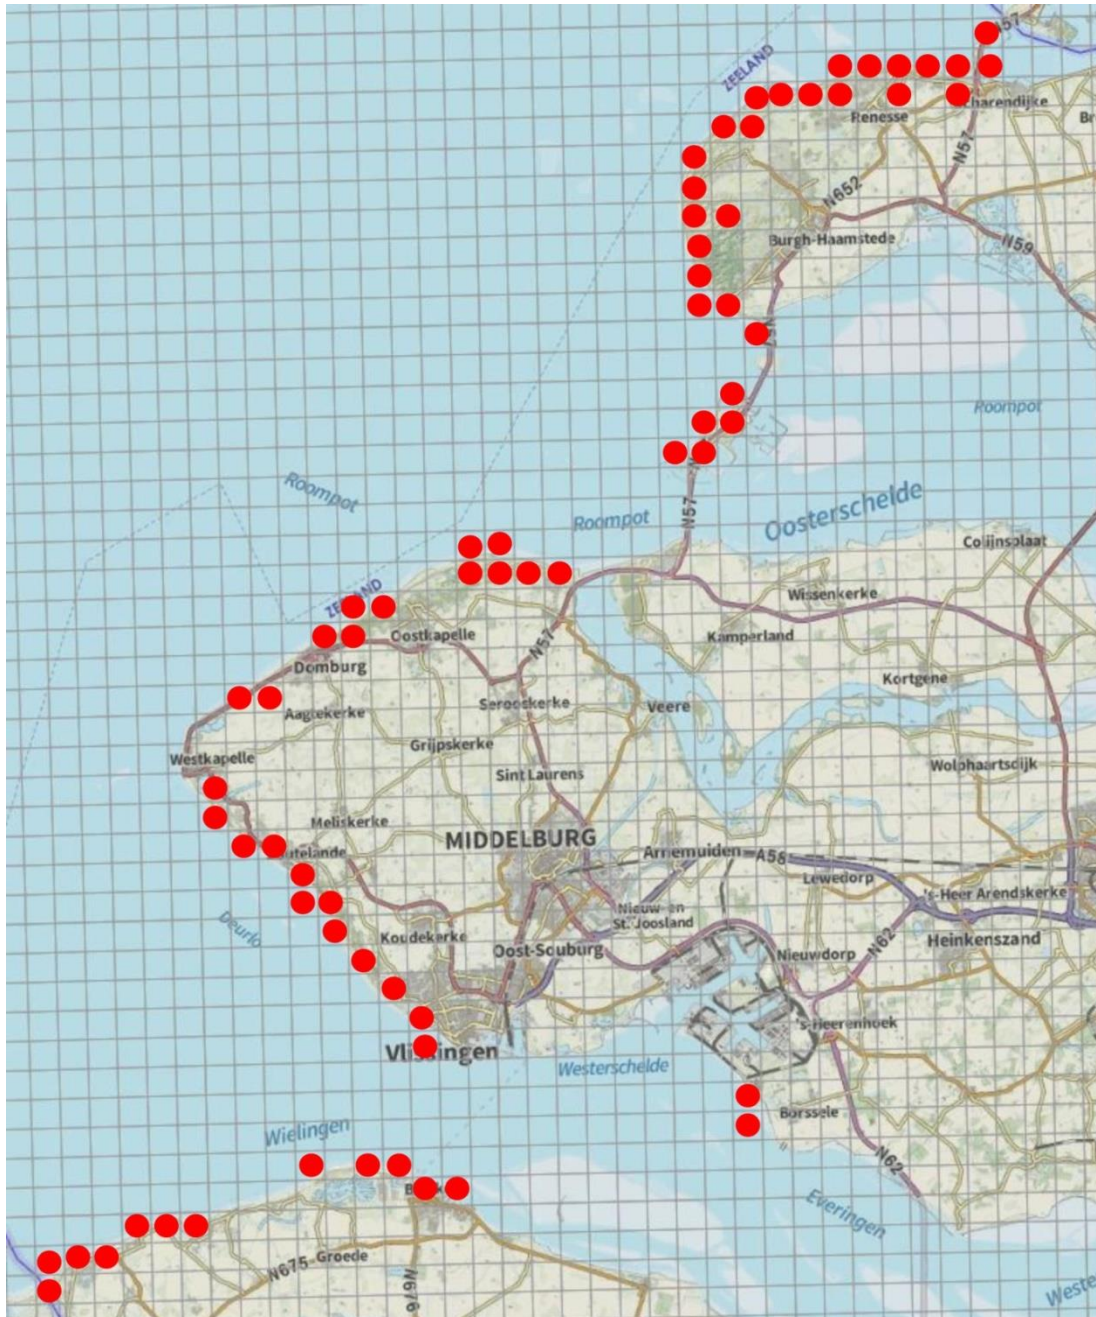 ZEELAND
N57
Renesse
N57
N652
Burgh-Haamstede
N59
Roompot
Roompot
Roompot
N57
Oosterschelde
Colijnsplaat
Wissenkerke
Kamperland
Oostkapelle
N57
Domburg
Kortgene
Serooskerke
Veere
Aagtekerke
Grijpskerke
Westkapelle
Wolphaartsdijk
Sint Laurens
Meliskerke
MIDDELBURG
Arnemuiden
A58
Lewedorp
's-Heer Arendskerke
Nieuw- en
St. Joosland
Deurlo
Koudekerke
Oost-Souburg
Nieuwdorp
N62
Heinkenszand
's-Heerenhoek
Westerschelde
Borssele
Wielingen
N62
Everingen
N675
Groede
N676